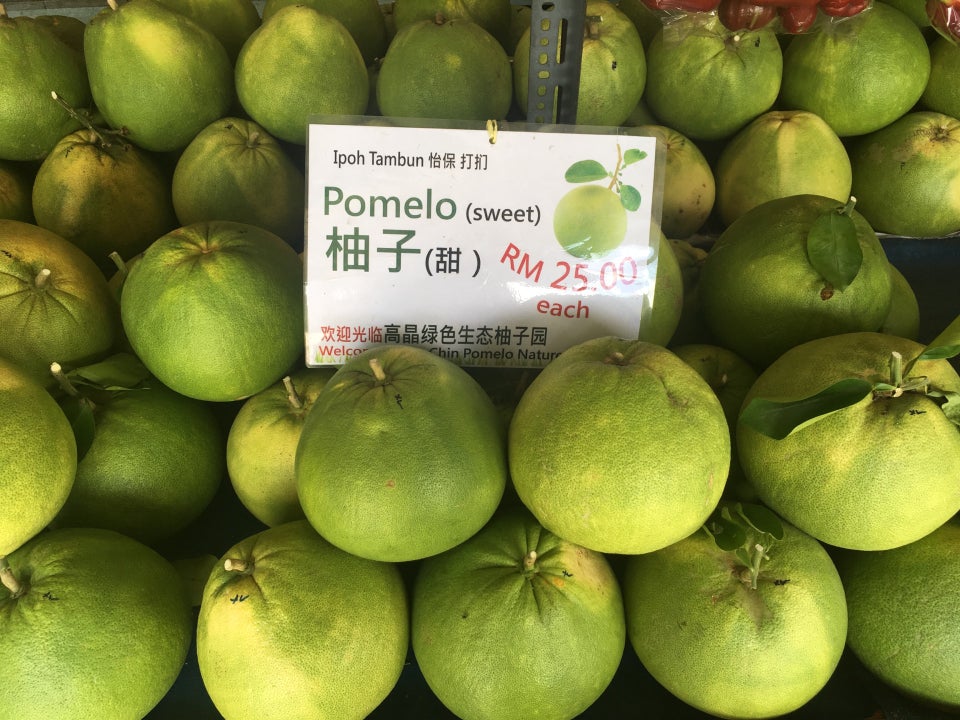 Ipoh Tambun 怡保 打扪
Pomelo (sweet)
柚子(甜 )
RM 25.00
each
欢迎光临高晶绿色生态柚子园
Chin Pomelo Nature